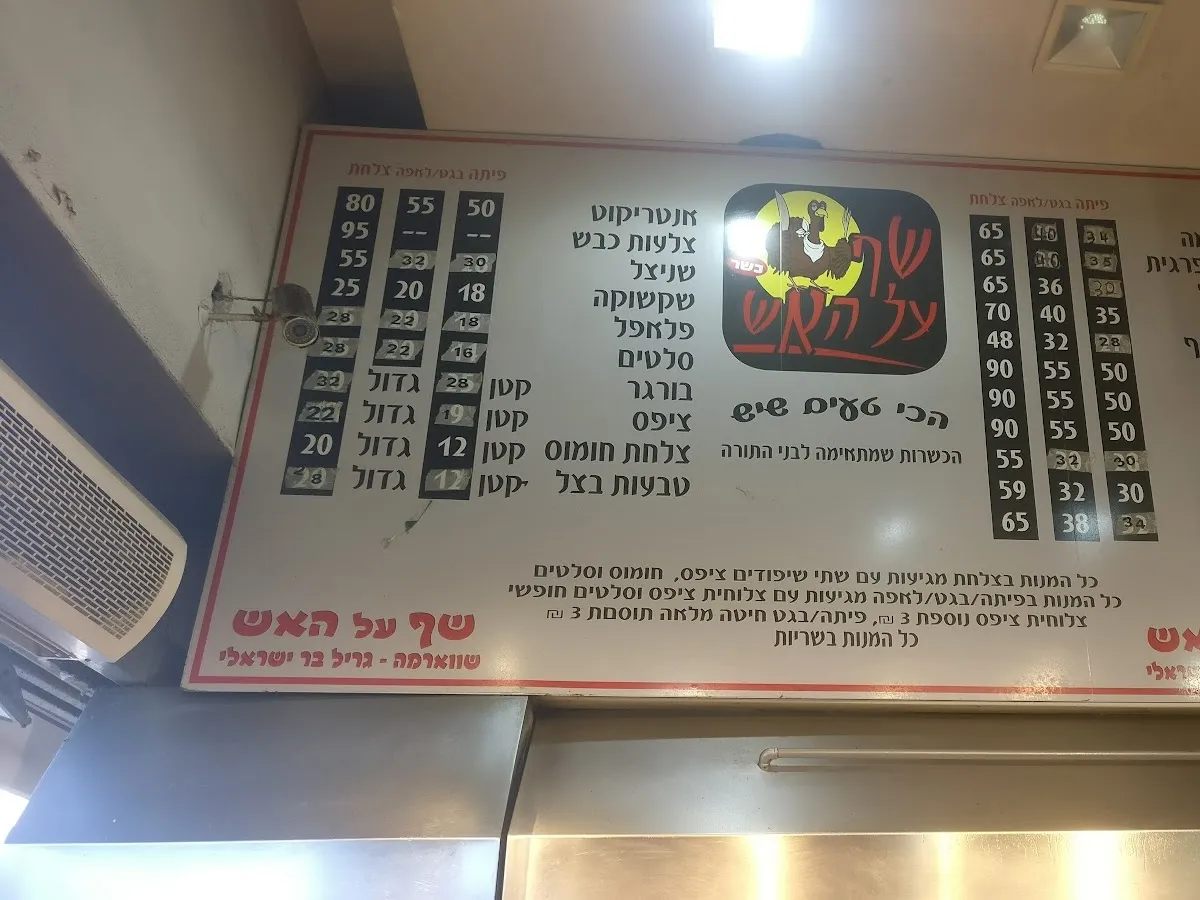 פיתה בגט/לאפה צלחת
34 40 65
35 40 65
30 36 65
35 40 70
28 32 48
50 55 90
50 55 90
50 55 90
30 32 55
30 32 59
34 38 65
שף
על האש
כשר
הכי טעים שיש
הכשרות שמתאימה לבני התורה
פיתה בגט/לאפה צלחת
אנטריקוט 50 55 80
צלעות כבש -- -- 95
שניצל 30 32 55
שקשוקה 18 20 25
פלאפל 18 22 28
סלטים 16 22 28
בורגר קטן 28 גדול 32
ציפס קטן 19 גדול 22
צלחת חומוס קטן 12 גדול 20
טבעות בצל קטן 12 גדול 28
כל המנות בצלחת מגיעות עם שתי שיפודים ציפס, חומוס וסלטים
כל המנות בפיתה/בגט/לאפה מגיעות עם צלוחית ציפס וסלטים חופשי
צלוחית ציפס נוספת 3 ₪, פיתה/בגט חיטה מלאה תוספת 3 ₪
כל המנות בשריות
שף על האש
שווארמה - גריל בר ישראלי